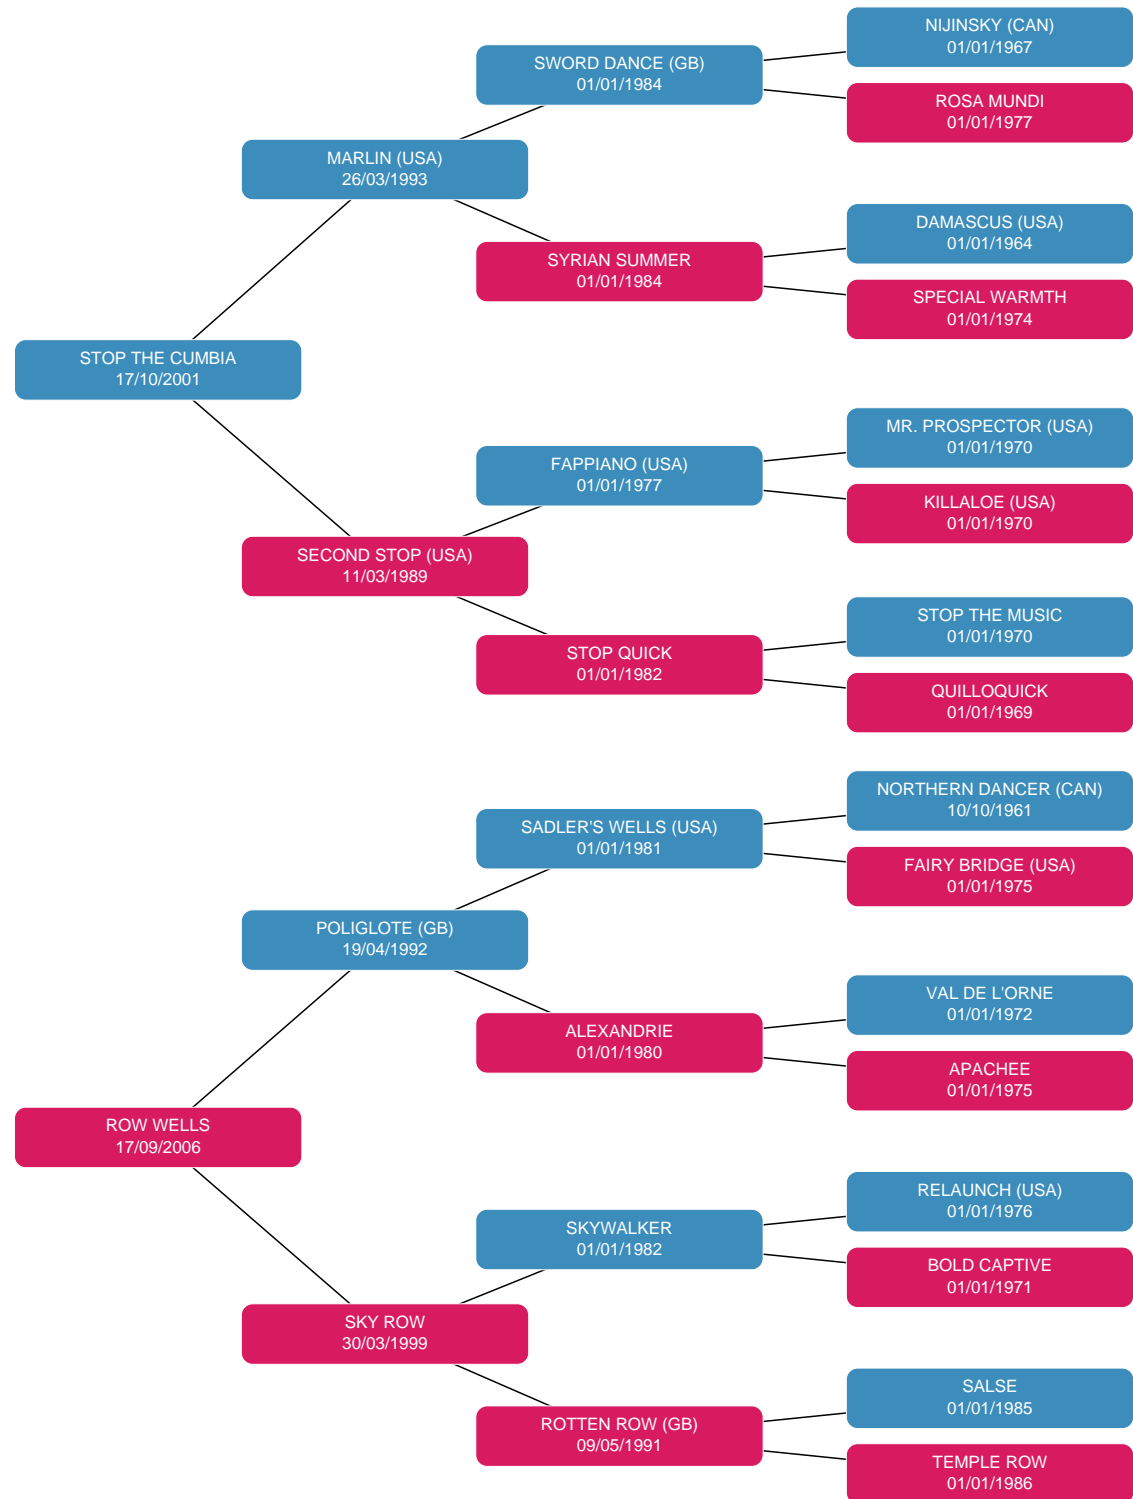 NIJINSKY (CAN)
01/01/1967
SWORD DANCE (GB)
01/01/1984
ROSA MUNDI
01/01/1977
MARLIN (USA)
26/03/1993
DAMASCUS (USA)
01/01/1964
SYRIAN SUMMER
01/01/1984
SPECIAL WARMTH
01/01/1974
STOP THE CUMBIA
17/10/2001
MR. PROSPECTOR (USA)
01/01/1970
FAPPIANO (USA)
01/01/1977
KILLALOE (USA)
01/01/1970
SECOND STOP (USA)
11/03/1989
STOP THE MUSIC
01/01/1970
STOP QUICK
01/01/1982
QUILLOQUICK
01/01/1969
NORTHERN DANCER (CAN)
10/10/1961
SADLER'S WELLS (USA)
01/01/1981
FAIRY BRIDGE (USA)
01/01/1975
POLIGLOTE (GB)
19/04/1992
VAL DE L'ORNE
01/01/1972
ALEXANDRIE
01/01/1980
APACHEE
01/01/1975
ROW WELLS
17/09/2006
RELAUNCH (USA)
01/01/1976
SKYWALKER
01/01/1982
BOLD CAPTIVE
01/01/1971
SKY ROW
30/03/1999
SALSE
01/01/1985
ROTTEN ROW (GB)
09/05/1991
TEMPLE ROW
01/01/1986